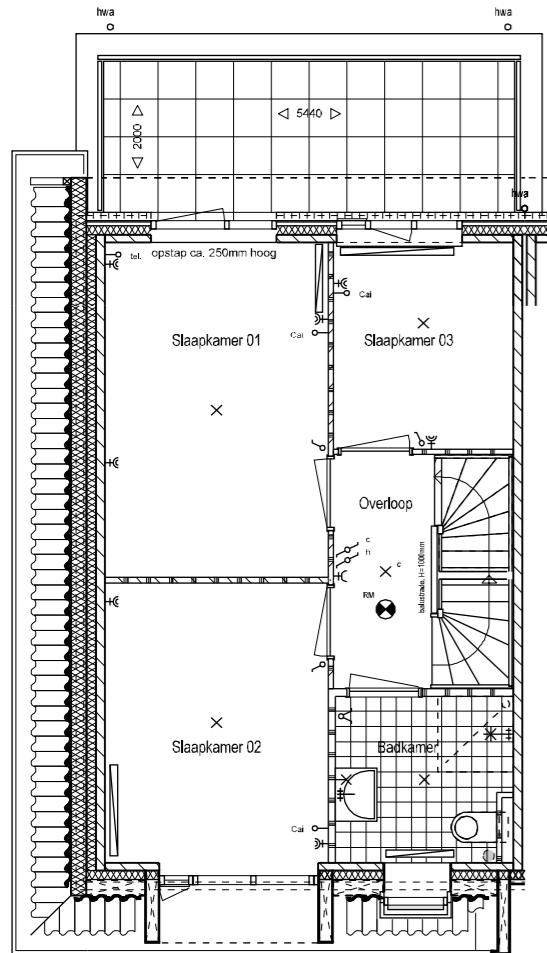 hwa
hwa
2000
5440
hwa
tel.
opstap ca. 250mm hoog
Cai
Slaapkamer 01
Cai
Slaapkamer 03
Overloop
c
h
c
RM
balustrade, H=1000mm
Slaapkamer 02
Badkamer
Cai